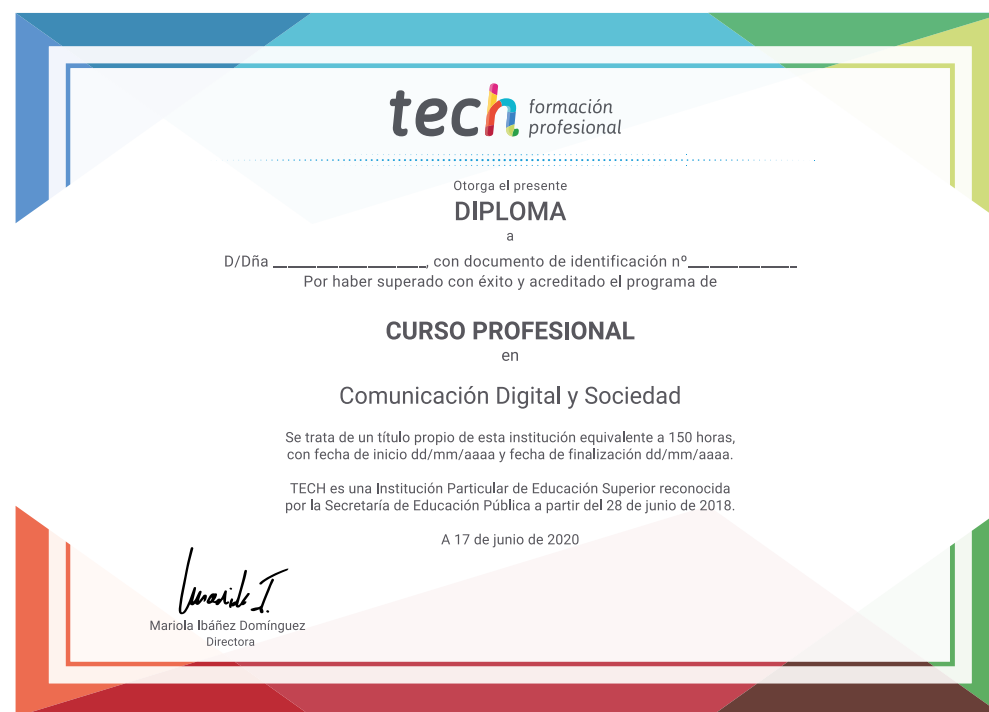 tech formación
profesional
Otorga el presente
DIPLOMA
a
D/Dña ____________________, con documento de identificación nº______________
Por haber superado con éxito y acreditado el programa de
CURSO PROFESIONAL
en
Comunicación Digital y Sociedad
Se trata de un título propio de esta institución equivalente a 150 horas,
con fecha de inicio dd/mm/aaaa y fecha de finalización dd/mm/aaaa.
TECH es una Institución Particular de Educación Superior reconocida
por la Secretaría de Educación Pública a partir del 28 de junio de 2018.
A 17 de junio de 2020
Mariola Ibáñez Domínguez
Directora